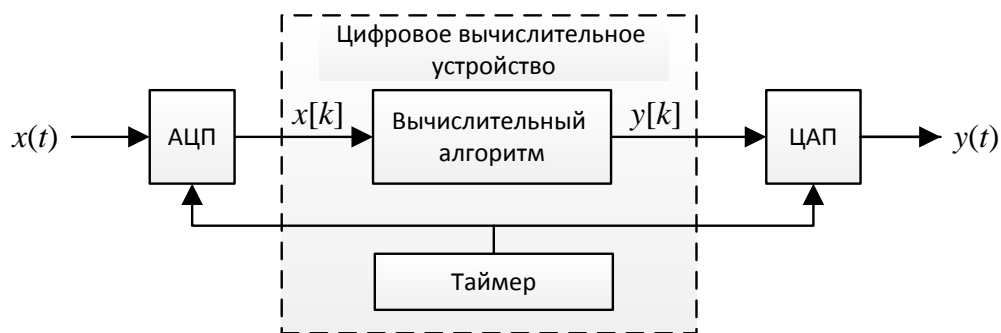 Цифровое вычислительное
устройство
x(t)
АЦП
x[k]
Вычислительный
алгоритм
y[k]
ЦАП
y(t)
Таймер